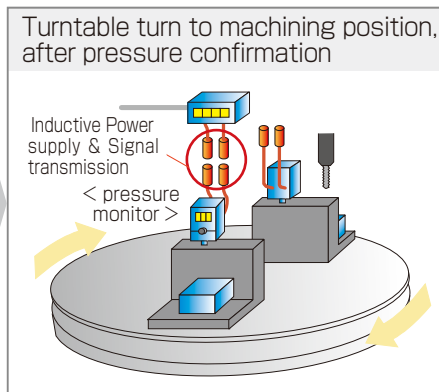 Turntable turn to machining position,
after pressure confirmation
Inductive Power
supply & Signal
transmission
< pressure
monitor >